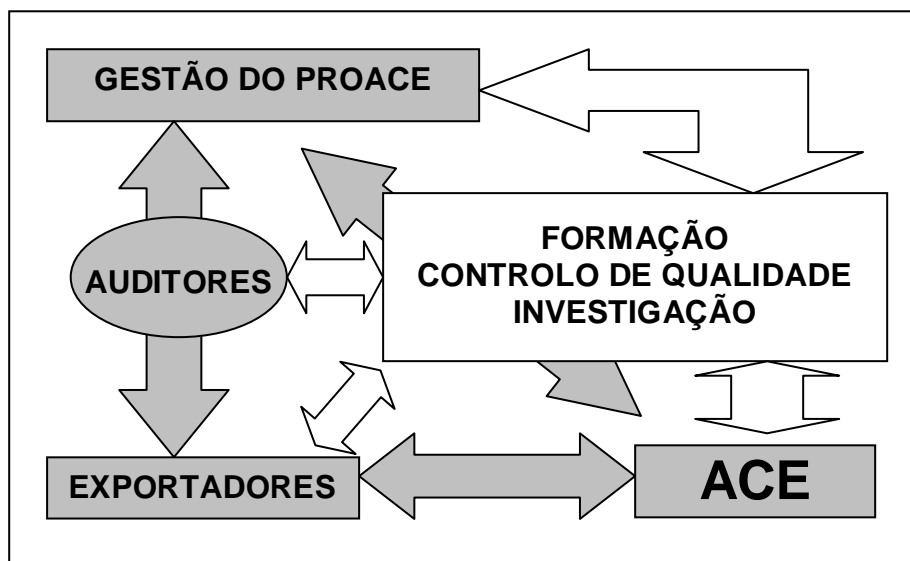 GESTÃO DO PROACE
FORMAÇÃO
CONTROLO DE QUALIDADE
INVESTIGAÇÃO
AUDITORES
EXPORTADORES
ACE